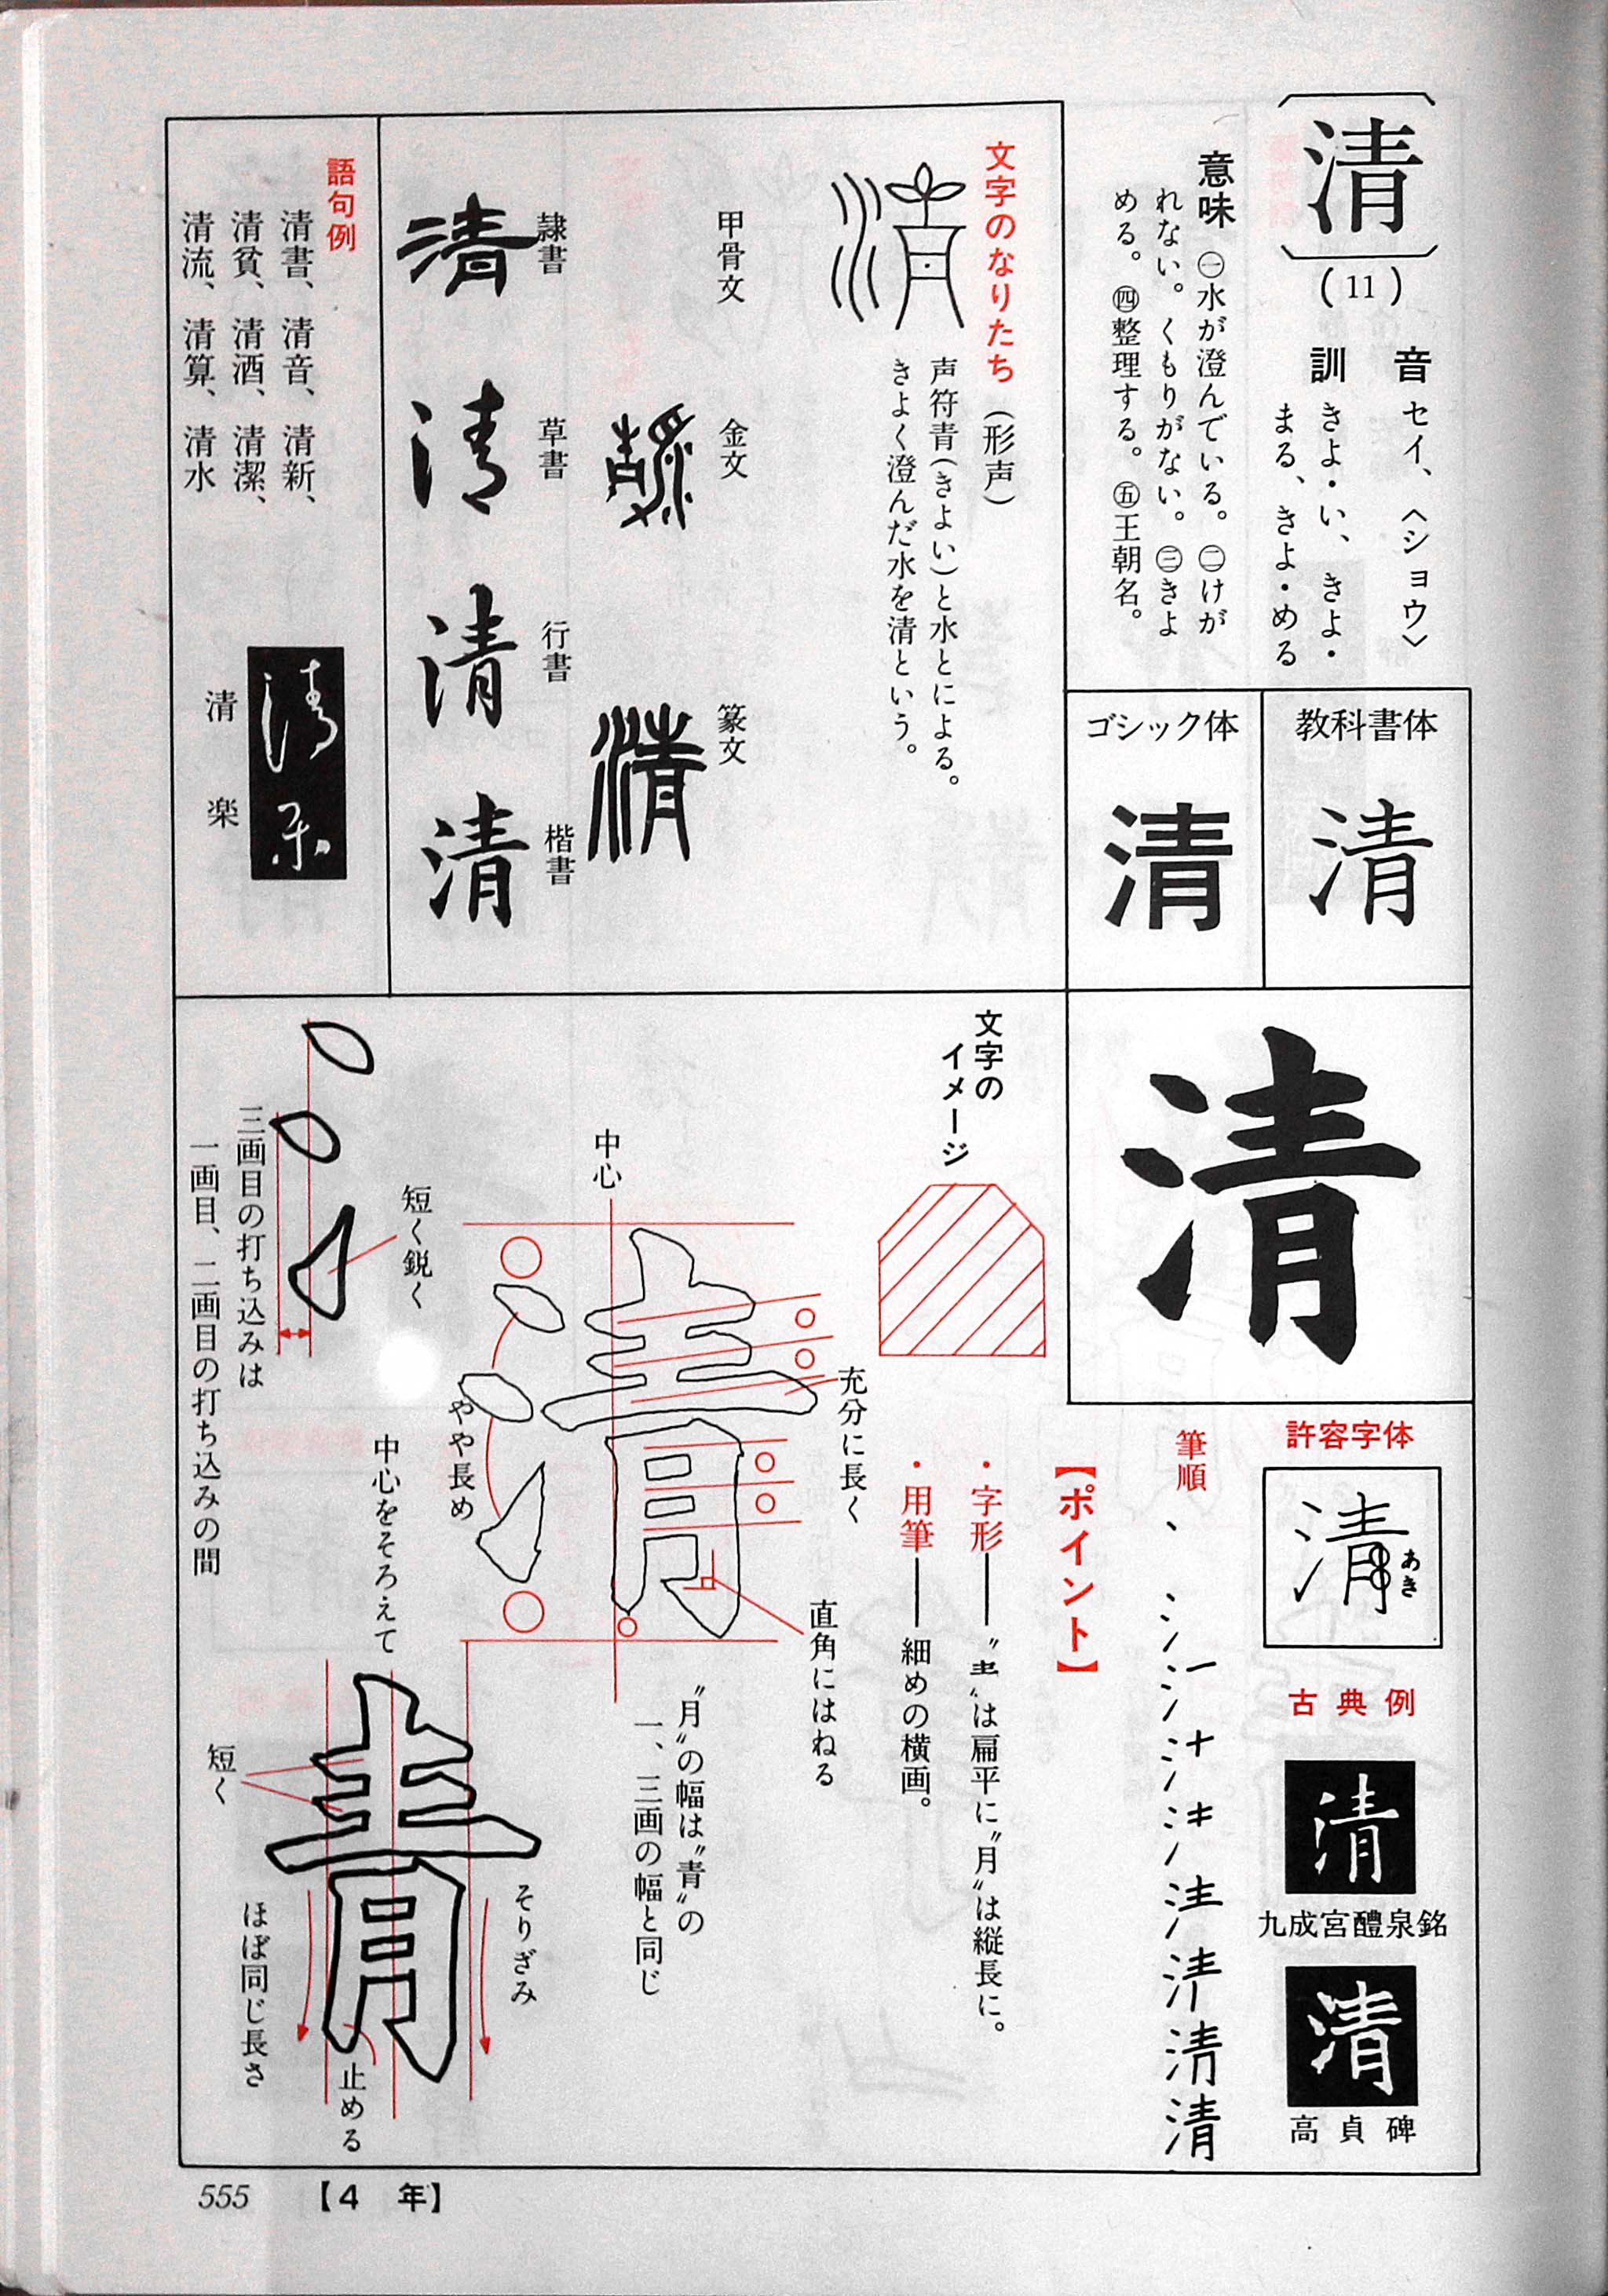 清
(11)
音 セイ、〈ショウ〉
訓 きよ・い、きよ・
まる、きよ・める
意味 ㊀水が澄んでいる。㊁けが
れない。くもりがない。㊂きよ
める。㊃整理する。㊄王朝名。
教科書体
清
ゴシック体
清
清
文字のなりたち (形声)
声符青(きよい)と水とによる。
きよく澄んだ水を清という。
甲骨文
金文
篆文
清
隷書
清
草書
清
行書
清
楷書
清
語句例
清書、清音、清新、
清貧、清酒、清潔、
清流、清算、清水
清楽
清楽
許容字体
清
あき
古典例
清
九成宮醴泉銘
清
高貞碑
筆順
清
【ポイント】
・字形―〝龶〟は扁平に〝月〟は縦長に。
・用筆―細めの横画。
文字の
イメージ
中心
充分に長く
やや長め
直角にはねる
〝月〟の幅は〝青〟の
一、三画の幅と同じ
短く鋭く
三画目の打ち込みは
一画目、二画目の打ち込みの間
中心をそろえて
短く
そりぎみ
ほぼ同じ長さ
止める
555 【4 年】